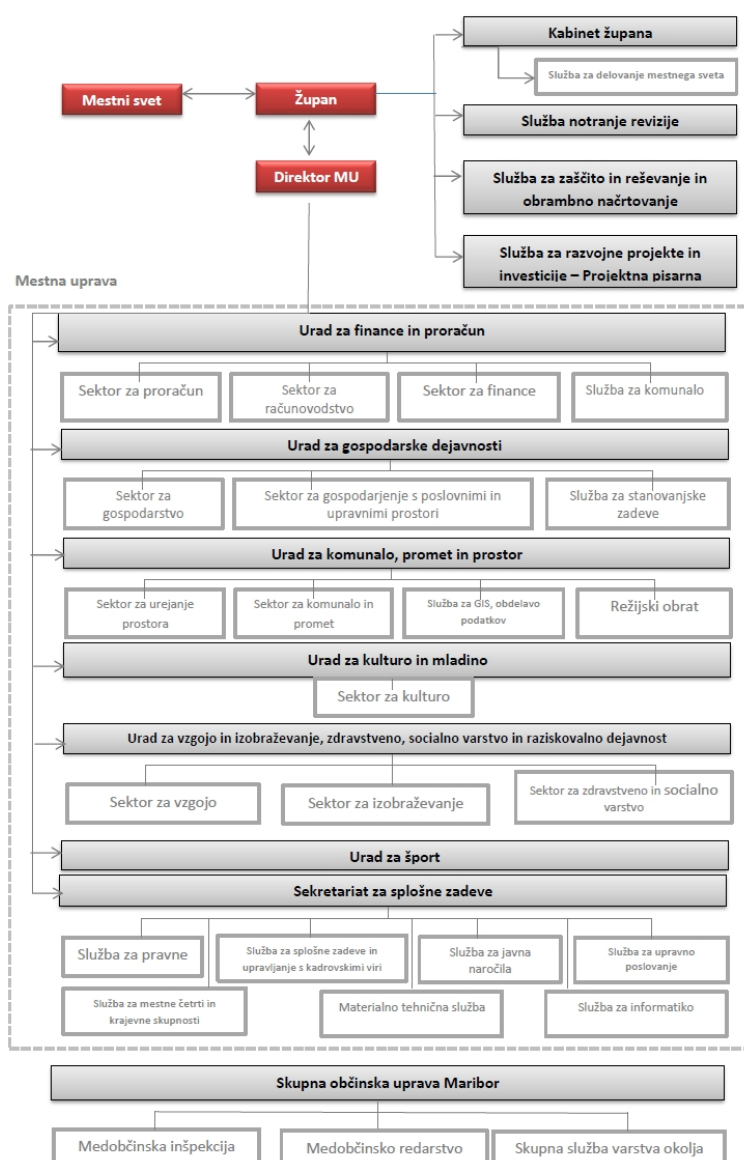 Kabinet župana
Služba za delovanje mestnega sveta
Mestni svet
Župan
Služba notranje revizije
Direktor MU
Služba za zaščito in reševanje in
obrambno načrtovanje
Služba za razvojne projekte in
investicije – Projektna pisarna
Mestna uprava
Urad za finance in proračun
Sektor za proračun
Sektor za
računovodstvo
Sektor za finance
Služba za komunalo
Urad za gospodarske dejavnosti
Sektor za
gospodarstvo
Sektor za gospodarjenje s poslovnimi in
upravnimi prostori
Služba za stanovanjske
zadeve
Urad za komunalo, promet in prostor
Sektor za urejanje
prostora
Sektor za komunalo in
promet
Služba za GIS, obdelavo
podatkov
Režijski obrat
Urad za kulturo in mladino
Sektor za kulturo
Urad za vzgojo in izobraževanje, zdravstveno, socialno varstvo in raziskovalno dejavnost
Sektor za vzgojo
Sektor za izobraževanje
Sektor za zdravstveno in socialno
varstvo
Urad za šport
Sekretariat za splošne zadeve
Služba za pravne
Služba za splošne zadeve in
upravljanje s kadrovskimi viri
Služba za javna
naročila
Služba za upravno
poslovanje
Služba za mestne četrti in
krajevne skupnosti
Materialno tehnična služba
Služba za informatiko
Skupna občinska uprava Maribor
Medobčinska inšpekcija
Medobčinsko redarstvo
Skupna služba varstva okolja